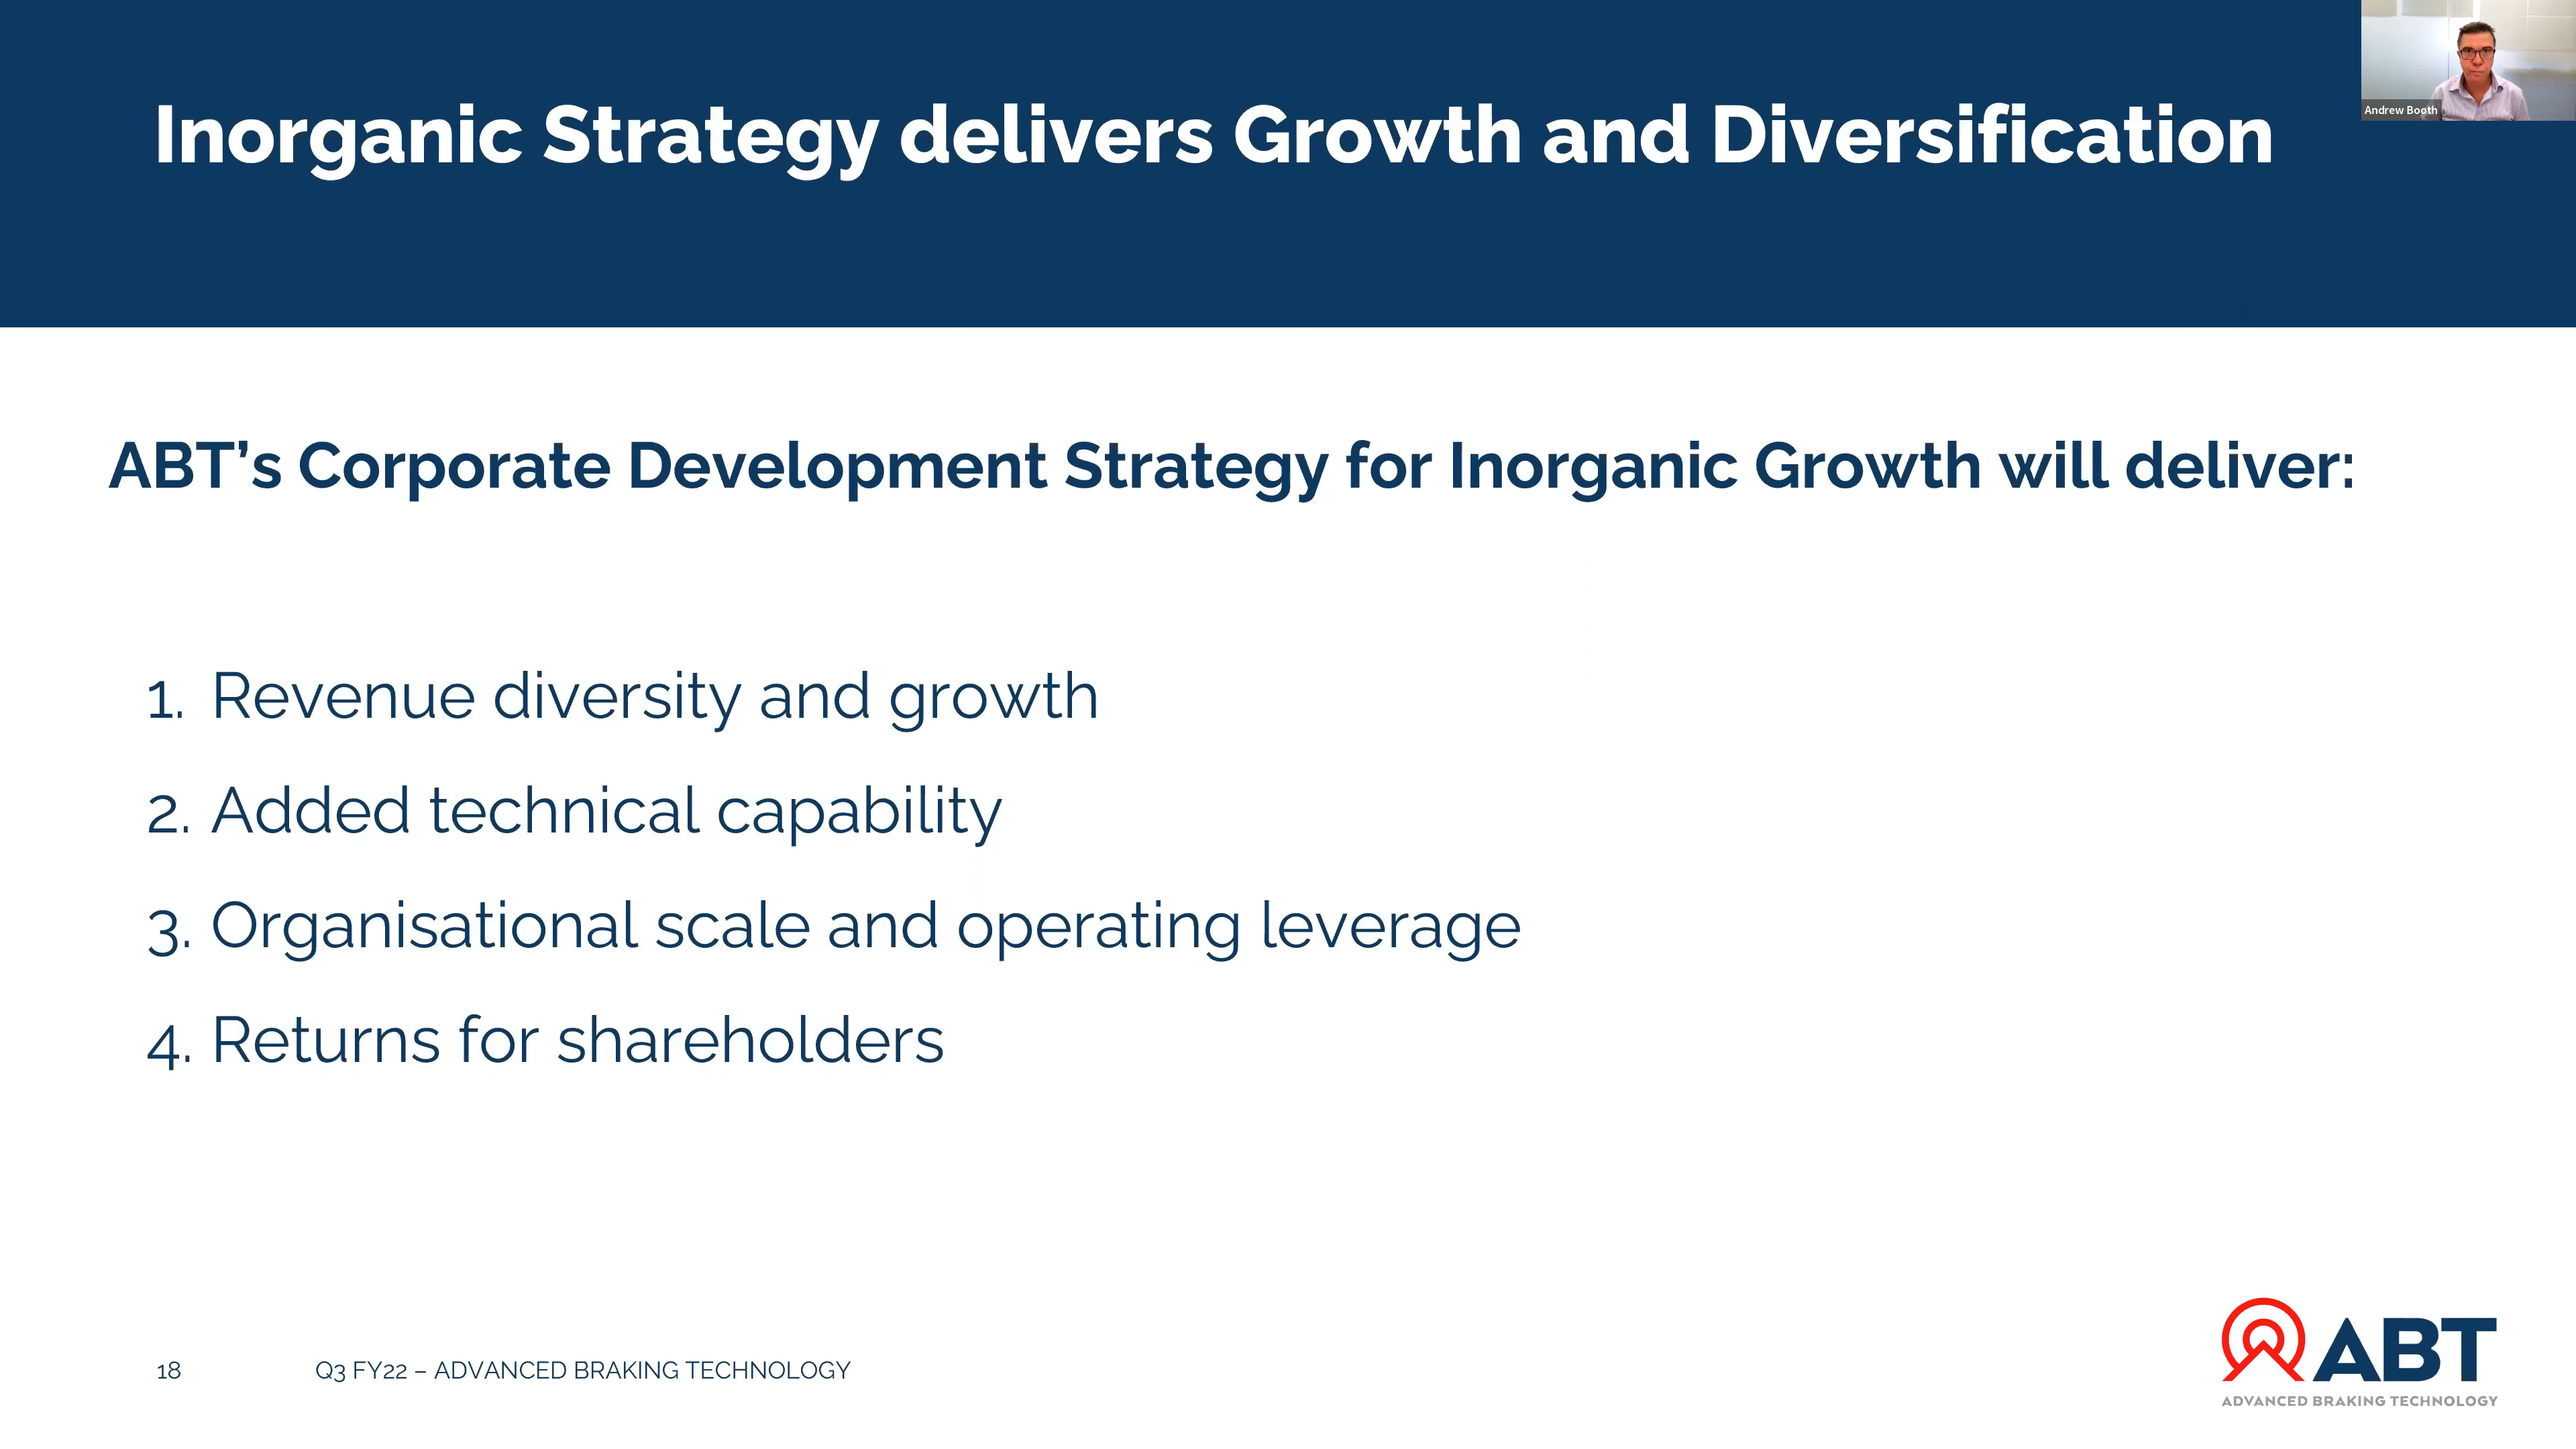 Inorganic Strategy delivers Growth and Diversification
Andrew Booth
ABT’s Corporate Development Strategy for Inorganic Growth will deliver:
1. Revenue diversity and growth
2. Added technical capability
3. Organisational scale and operating leverage
4. Returns for shareholders
18
Q3 FY22 – ADVANCED BRAKING TECHNOLOGY
ABT
ADVANCED BRAKING TECHNOLOGY